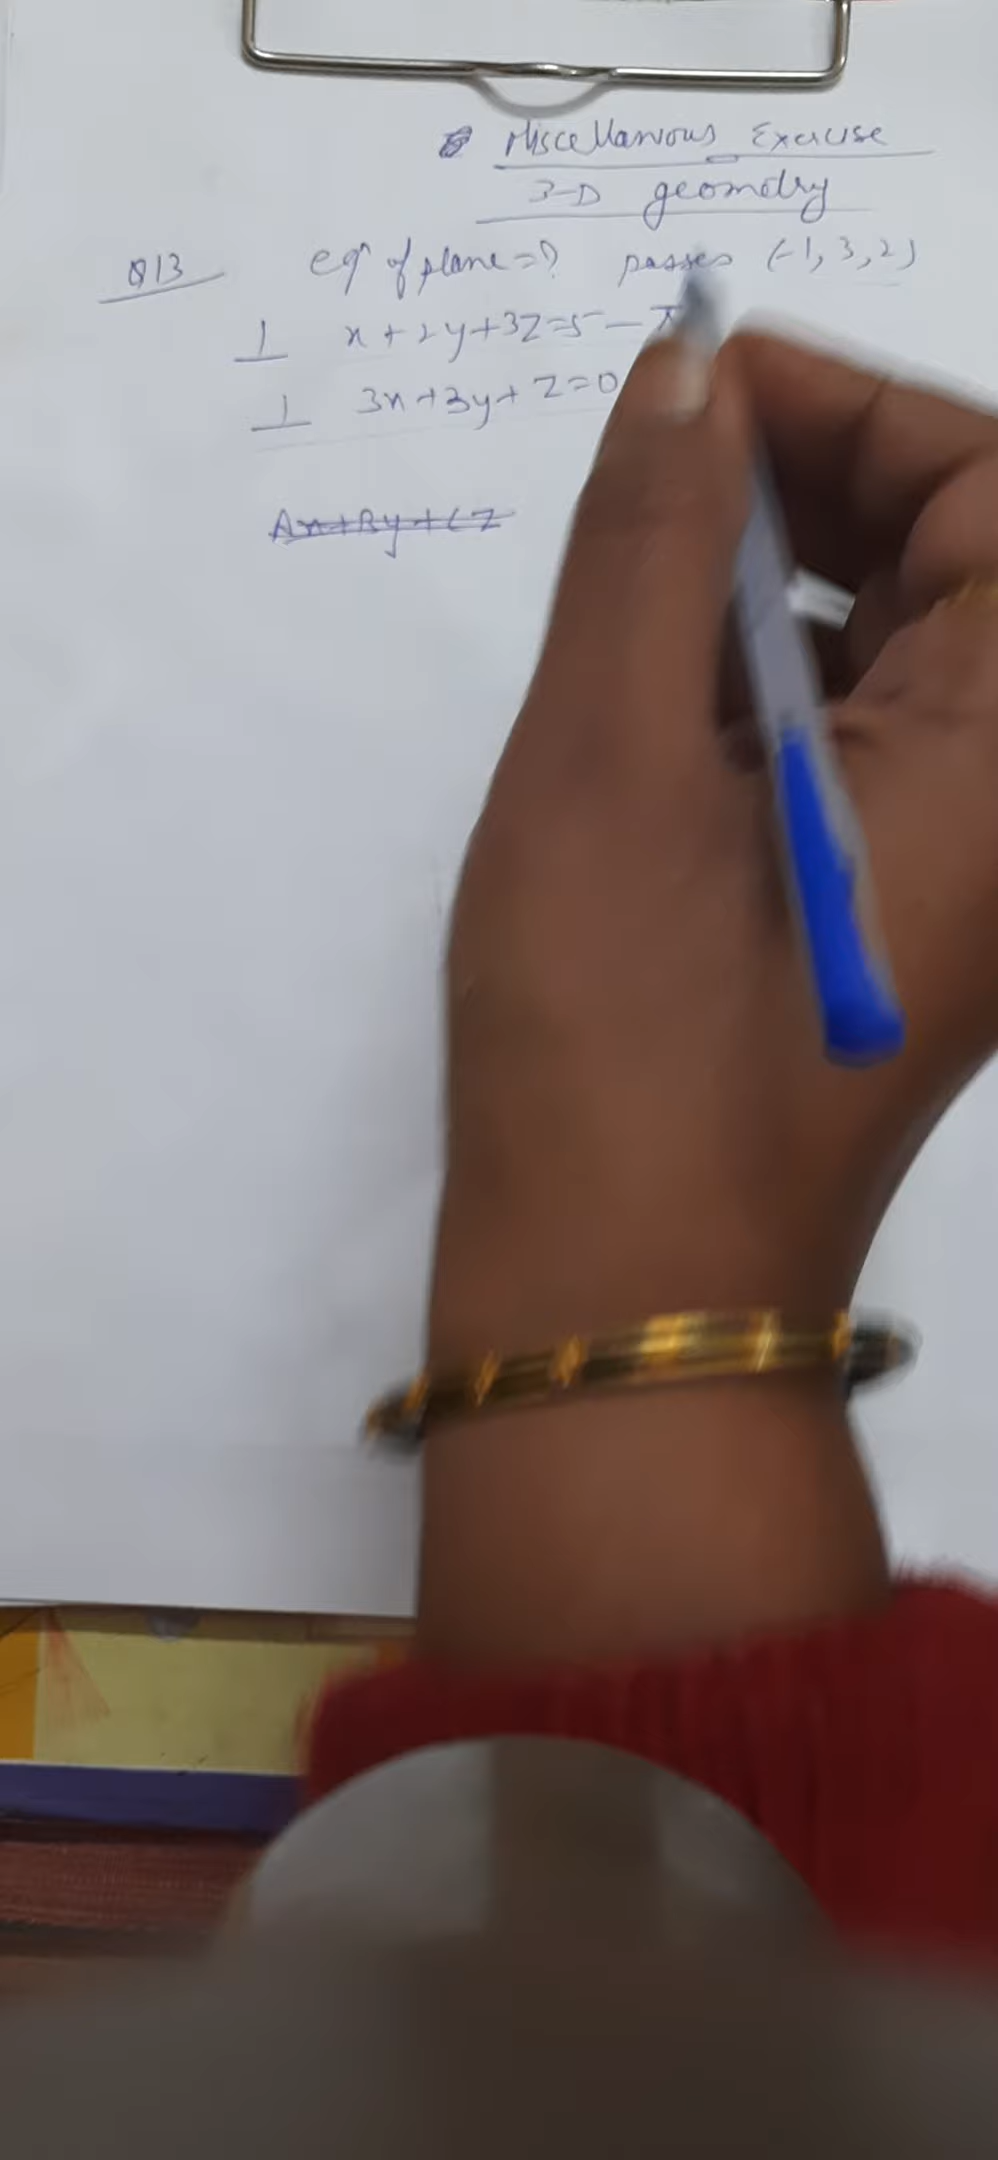 Miscellaneous Exercise
3-D geometry
Q13 eqn of plane=? passes (-1, 3, 2)
⊥ x+2y+3z=5 — π
⊥ 3x+3y+z=0
Ax+By+Cz